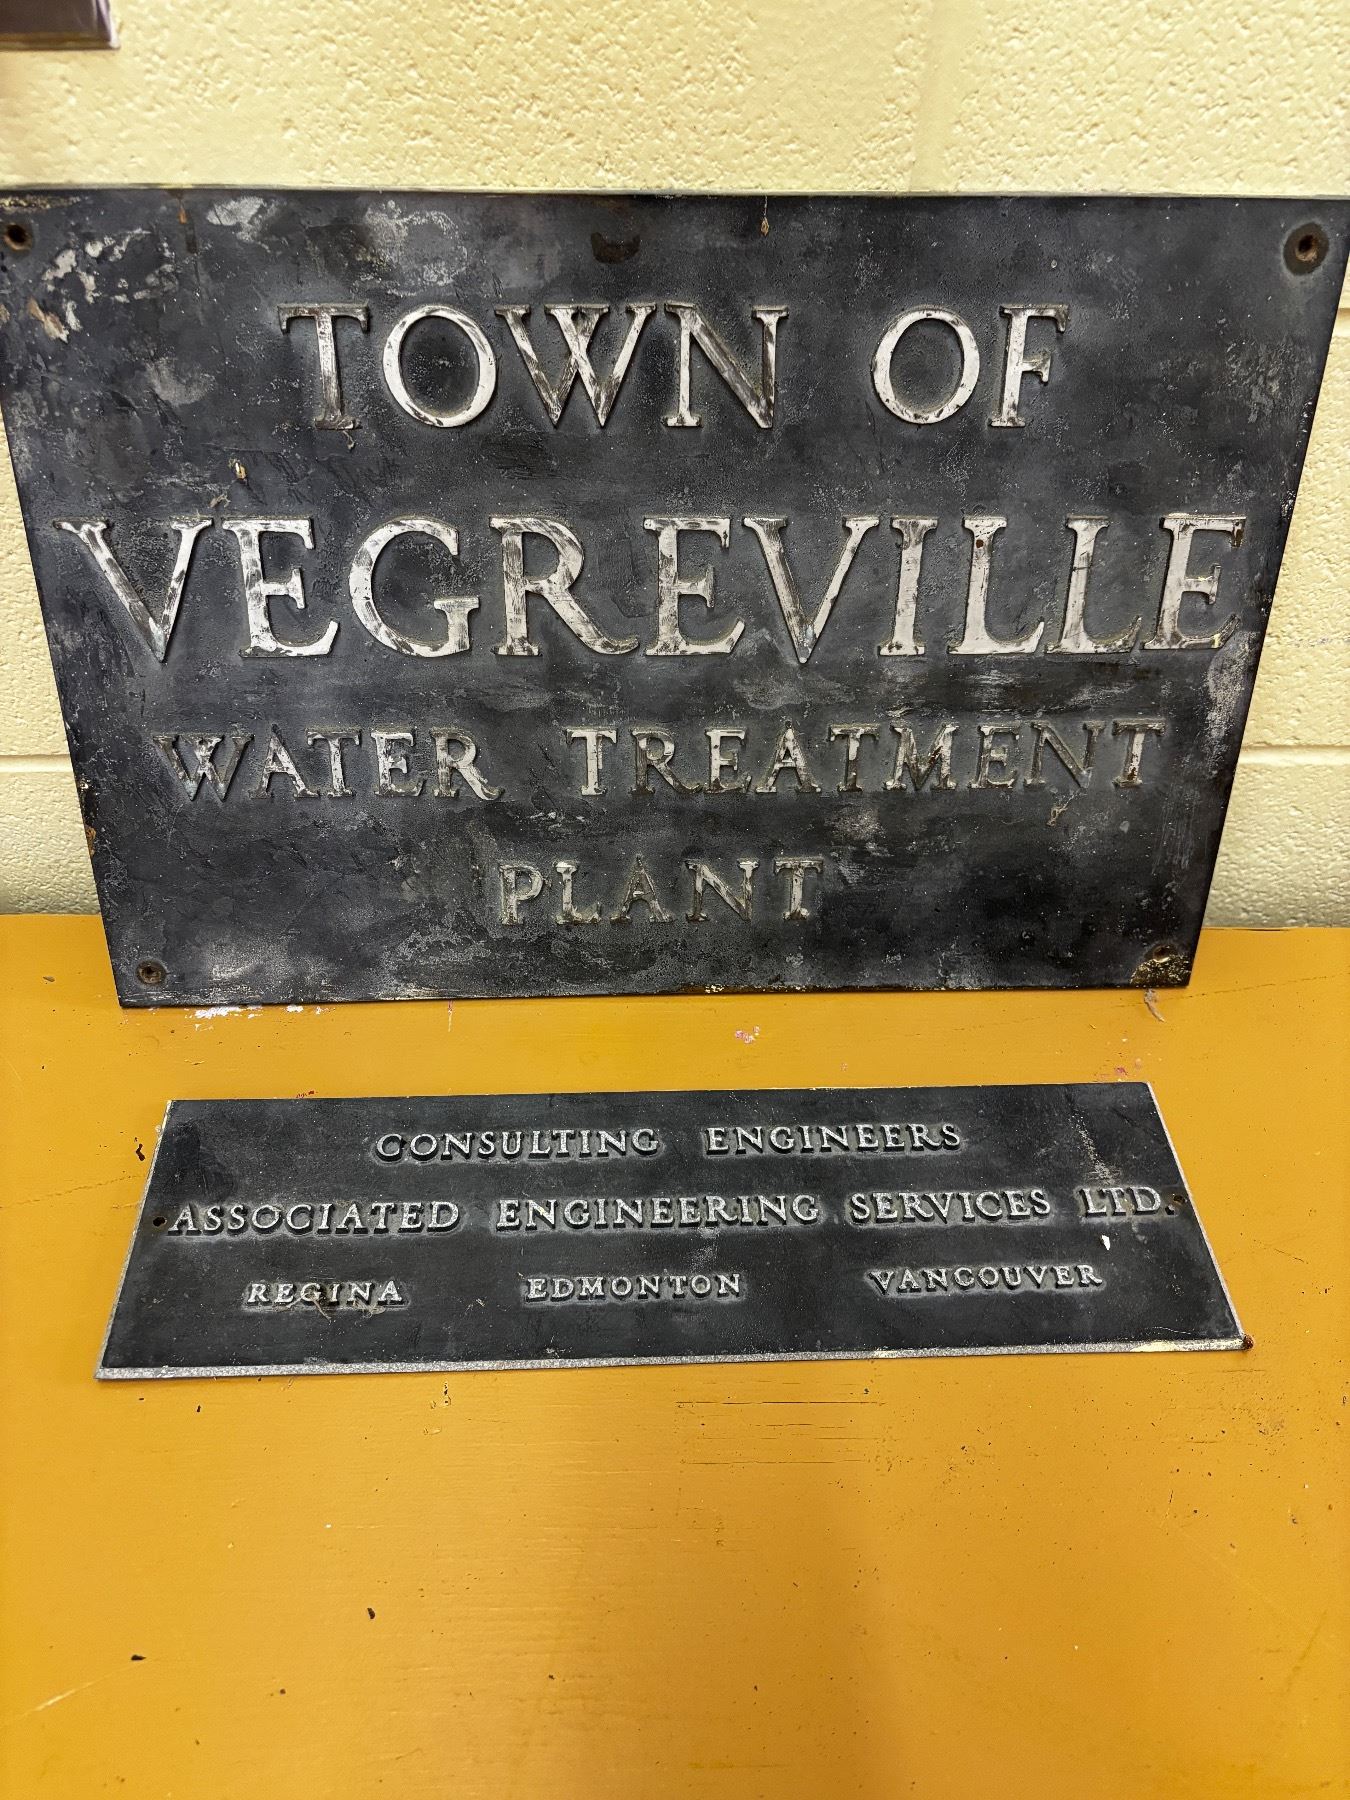 TOWN OF
VEGREVILLE
WATER TREATMENT
PLANT
CONSULTING ENGINEERS
ASSOCIATED ENGINEERING SERVICES LTD.
REGINA EDMONTON VANCOUVER